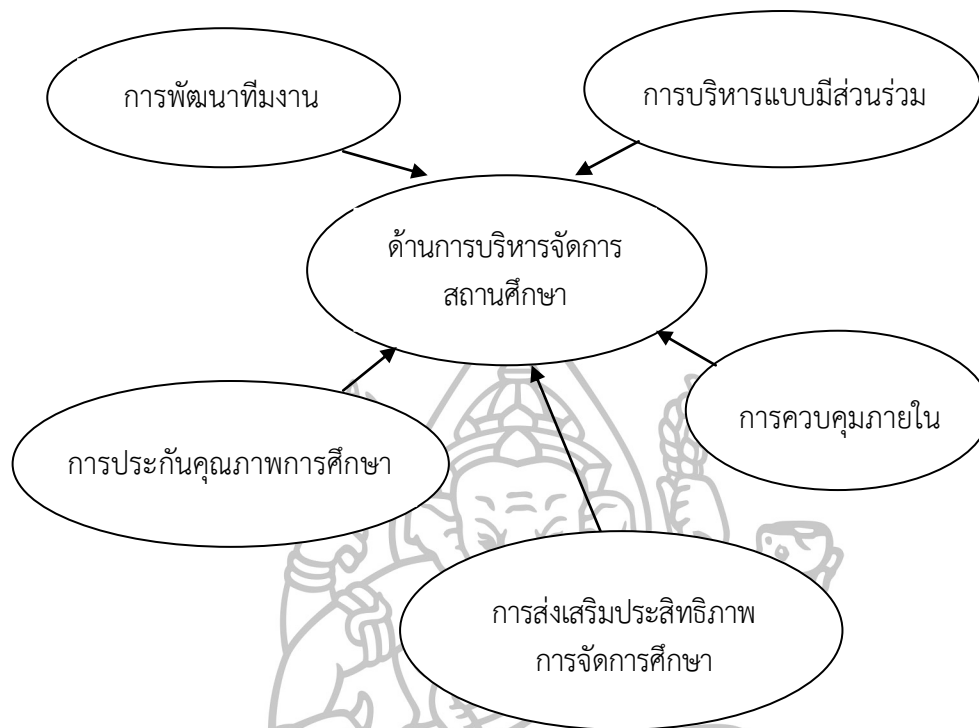 การพัฒนาทีมงาน
การบริหารแบบมีส่วนร่วม
ด้านการบริหารจัดการ
สถานศึกษา
การควบคุมภายใน
การประกันคุณภาพการศึกษา
การส่งเสริมประสิทธิภาพ
การจัดการศึกษา